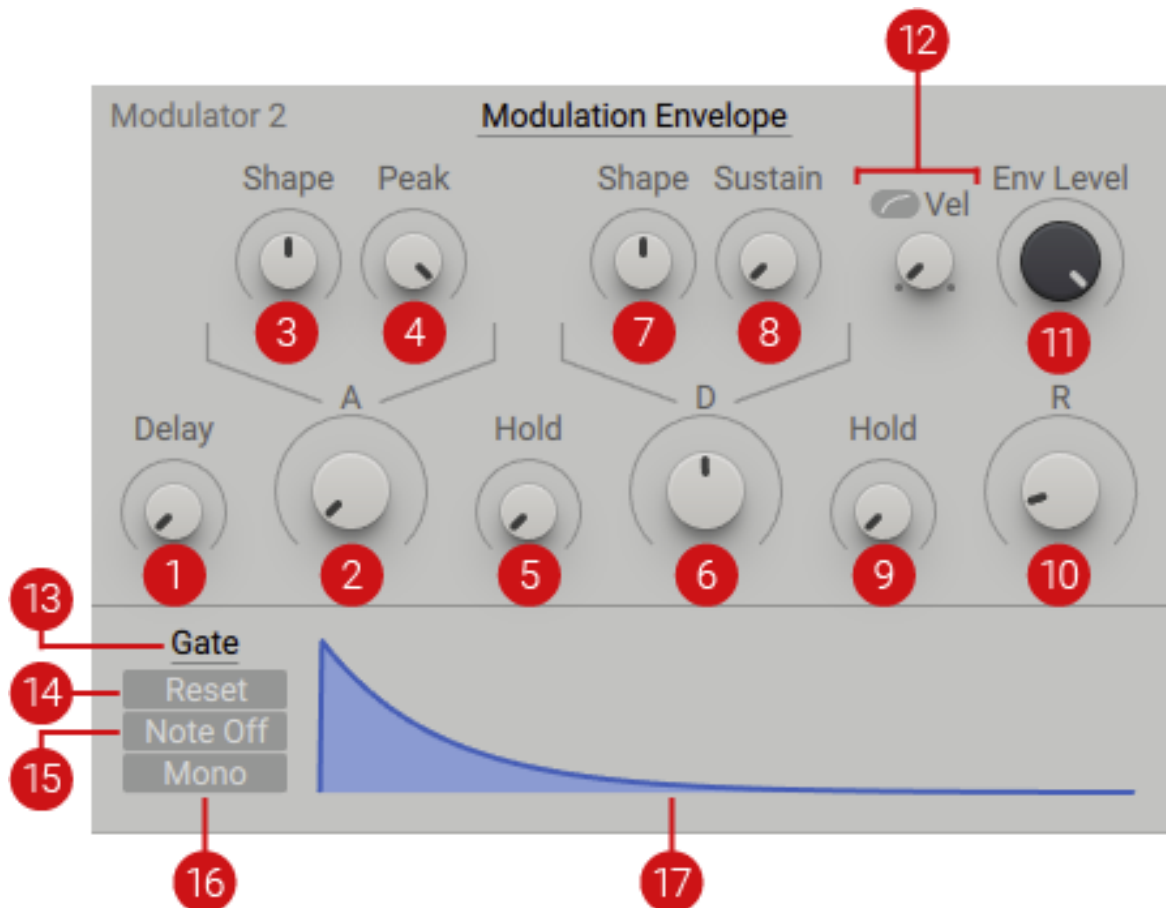 12
Modulator 2 Modulation Envelope
Shape Peak Shape Sustain Vel Env Level
3 4 7 8 11
A D R
Delay Hold Hold
1 2 5 6 9 10
13 Gate
14 Reset
15 Note Off
Mono
16 17